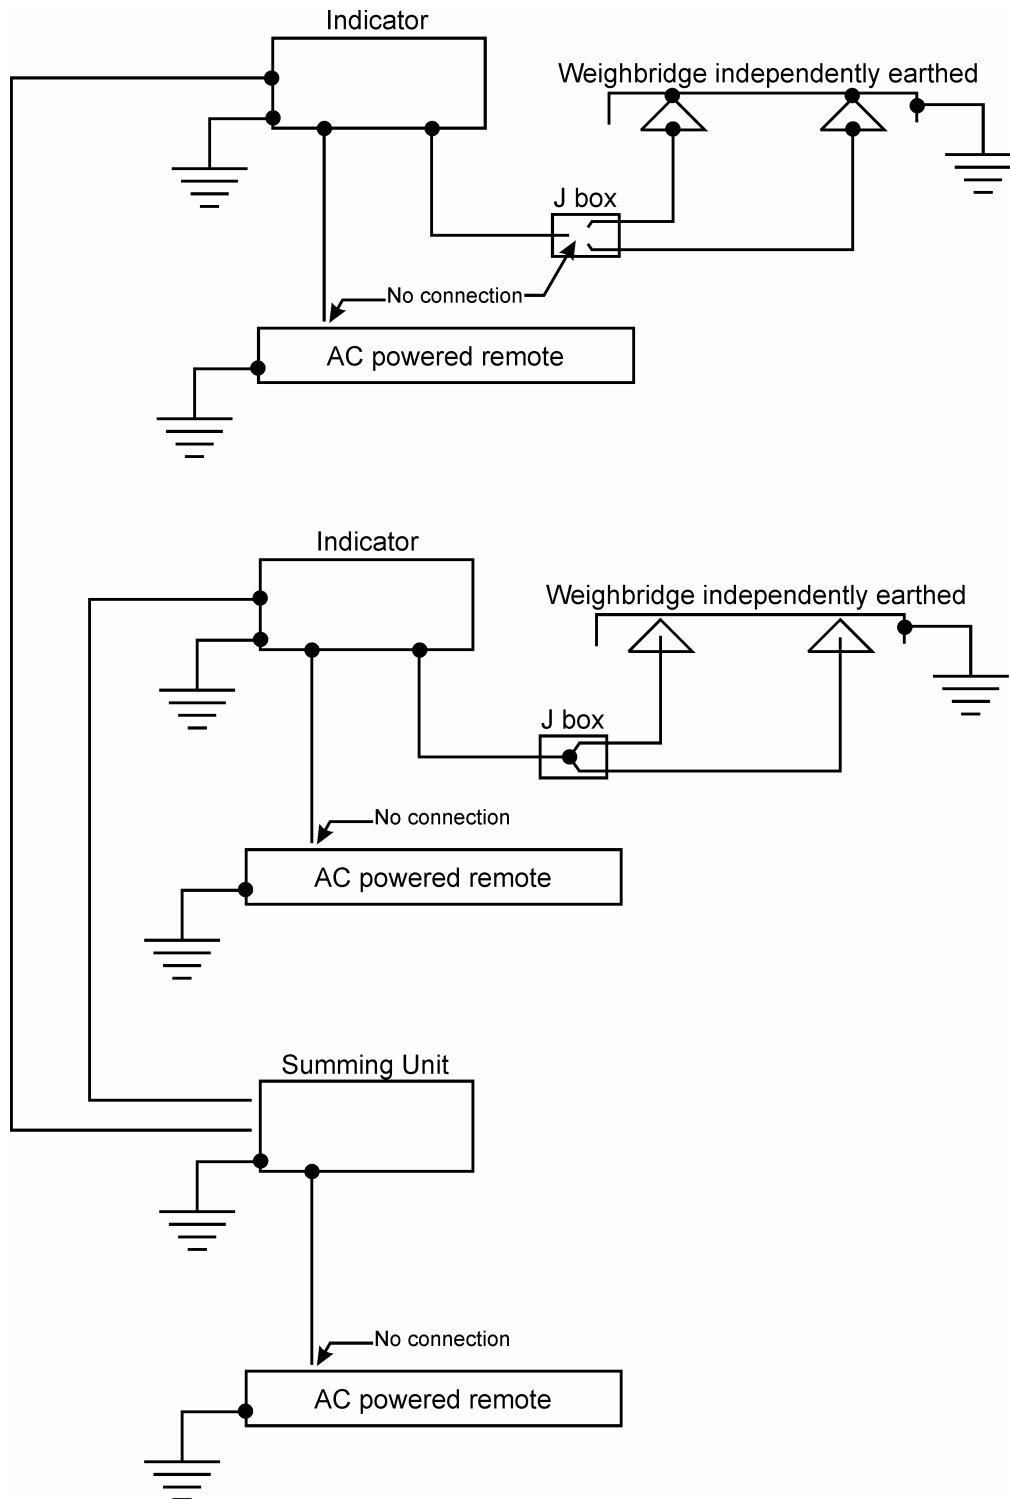 Indicator
Weighbridge independently earthed
J box
No connection
AC powered remote
Indicator
Weighbridge independently earthed
J box
No connection
AC powered remote
Summing Unit
No connection
AC powered remote